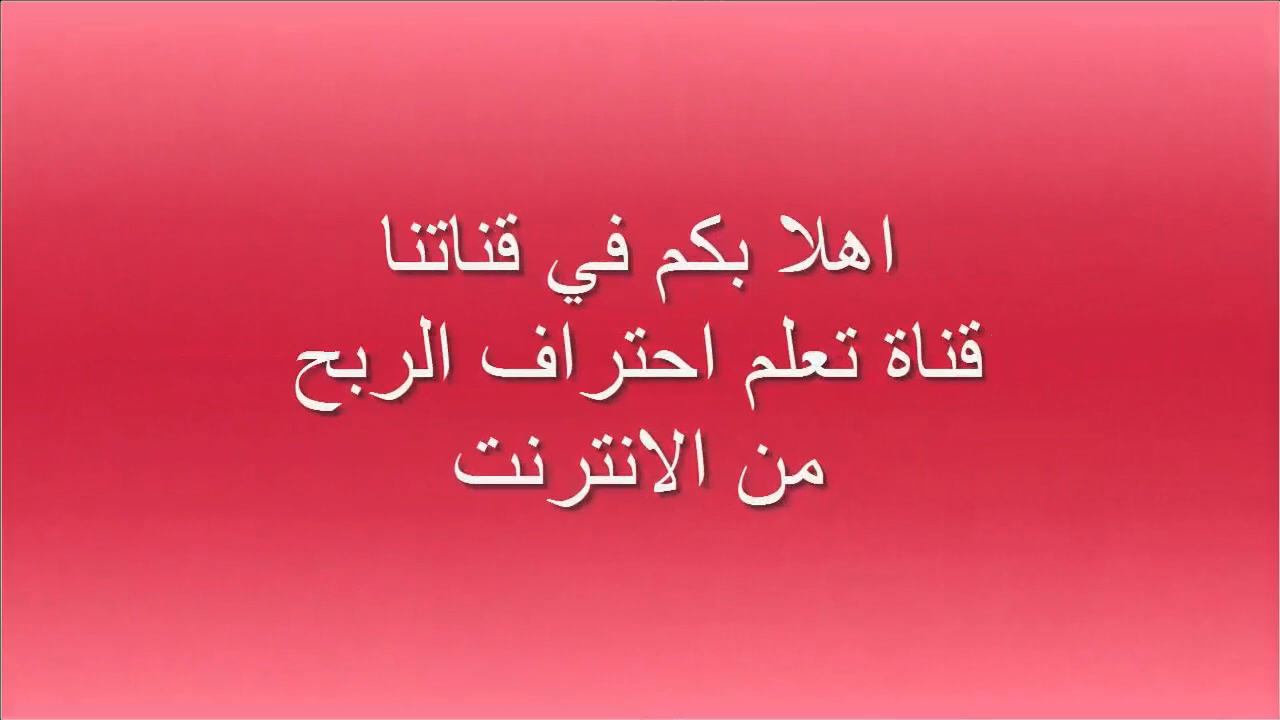 اهلا بكم في قناتنا
قناة تعلم احتراف الربح
من الانترنت